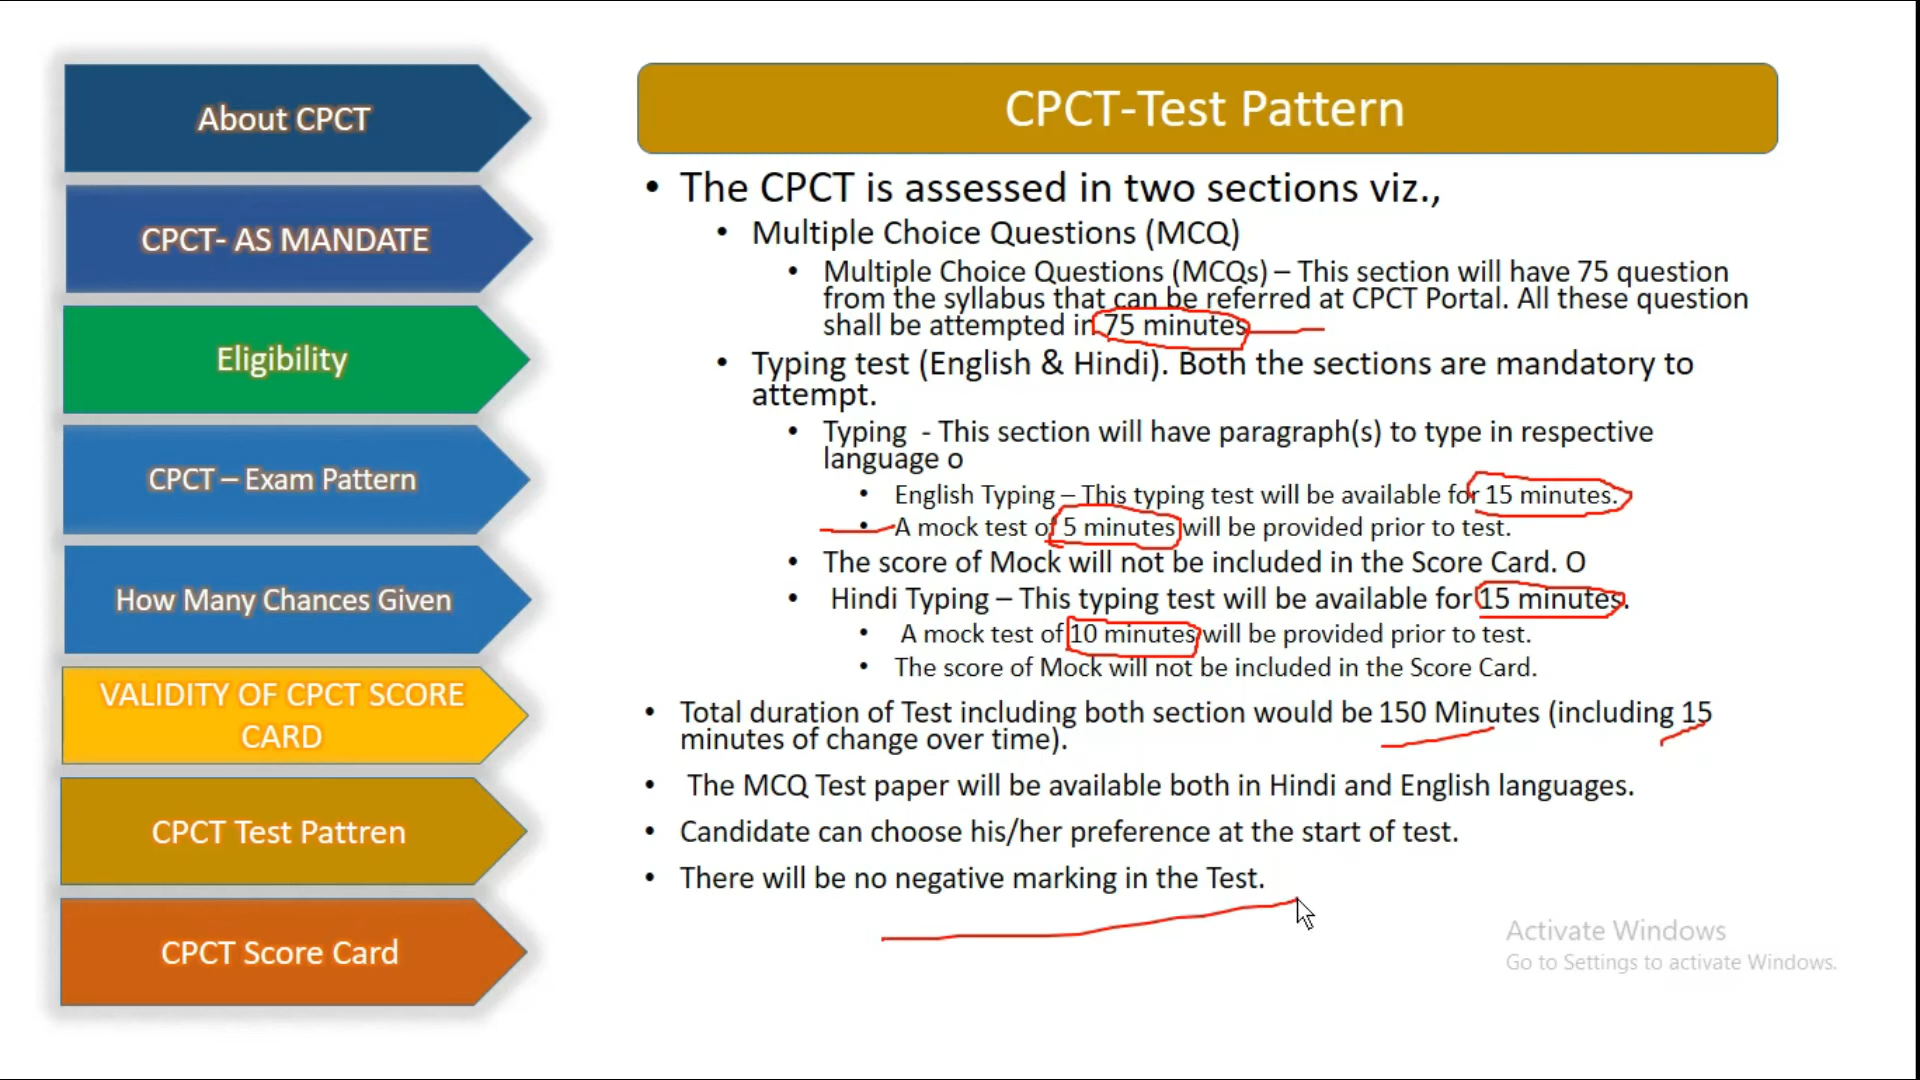 About CPCT
CPCT- AS MANDATE
Eligibility
CPCT – Exam Pattern
How Many Chances Given
VALIDITY OF CPCT SCORE
CARD
CPCT Test Pattren
CPCT Score Card
CPCT-Test Pattern
• The CPCT is assessed in two sections viz.,
• Multiple Choice Questions (MCQ)
• Multiple Choice Questions (MCQs) – This section will have 75 question
from the syllabus that can be referred at CPCT Portal. All these question
shall be attempted in 75 minutes
• Typing test (English & Hindi). Both the sections are mandatory to
attempt.
• Typing - This section will have paragraph(s) to type in respective
language o
• English Typing – This typing test will be available for 15 minutes.
• A mock test of 5 minutes will be provided prior to test.
• The score of Mock will not be included in the Score Card. O
• Hindi Typing – This typing test will be available for 15 minutes.
• A mock test of 10 minutes will be provided prior to test.
• The score of Mock will not be included in the Score Card.
• Total duration of Test including both section would be 150 Minutes (including 15
minutes of change over time).
• The MCQ Test paper will be available both in Hindi and English languages.
• Candidate can choose his/her preference at the start of test.
• There will be no negative marking in the Test.
Activate Windows
Go to Settings to activate Windows.